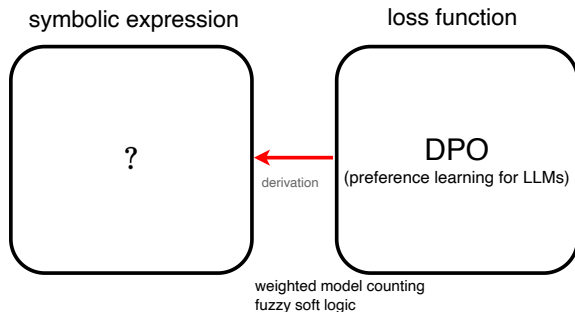 symbolic expression
loss function
?
DPO
(preference learning for LLMs)
derivation
weighted model counting
fuzzy soft logic